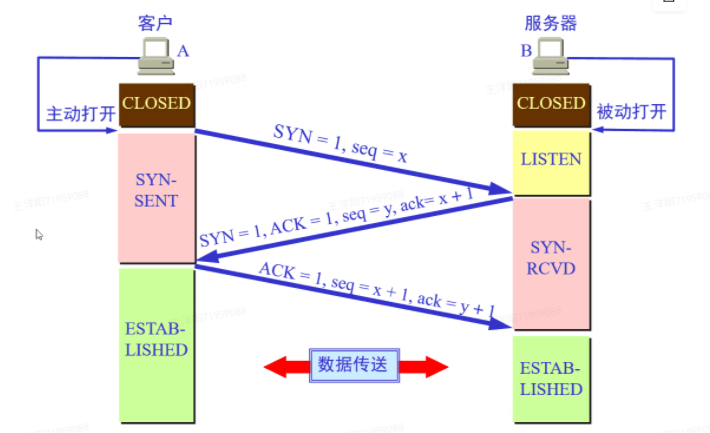 客户
服务器
A
B
CLOSED
CLOSED
主动打开
被动打开
SYN = 1, seq = x
LISTEN
SYN-
SENT
SYN = 1, ACK = 1, seq = y, ack= x + 1
SYN-
RCVD
ACK = 1, seq = x + 1, ack = y + 1
ESTAB-
LISHED
数据传送
ESTAB-
LISHED